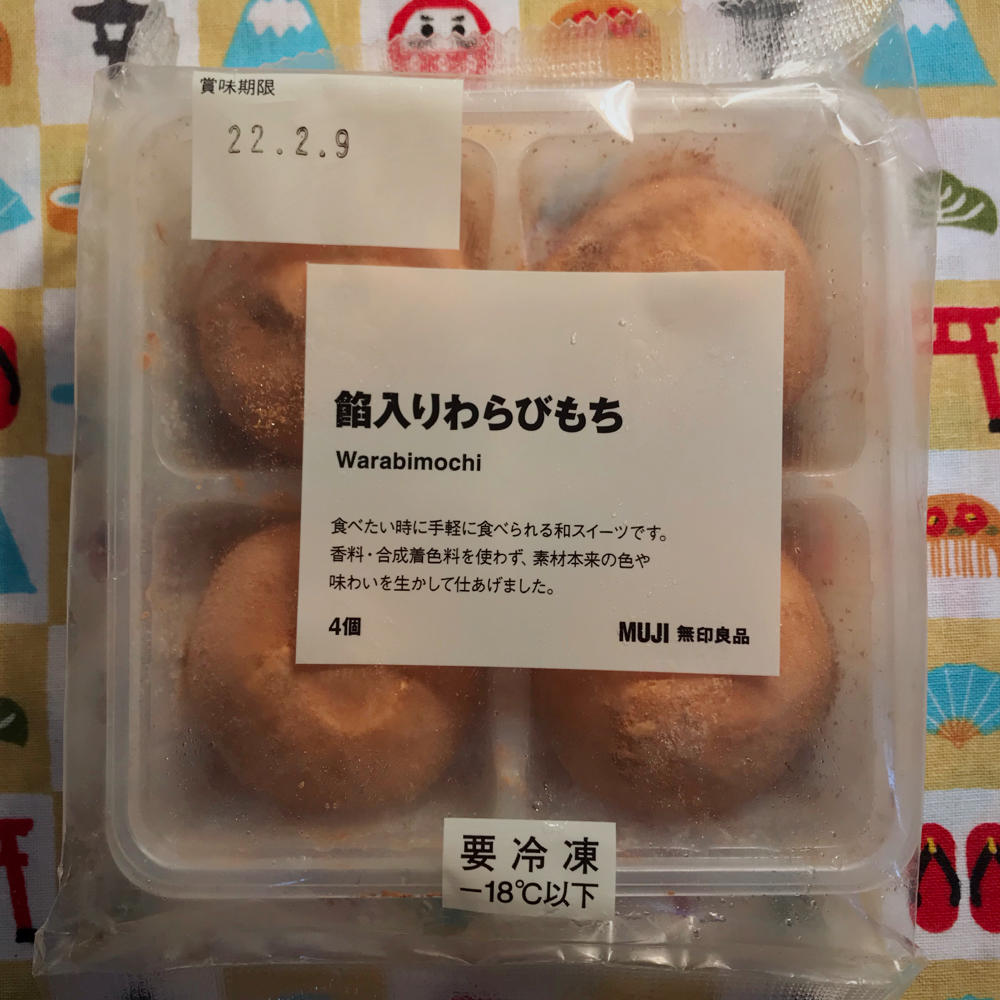 賞味期限
22.2.9
餡入りわらびもち
Warabimochi
食べたい時に手軽に食べられる和スイーツです。
香料・合成着色料を使わず、素材本来の色や
味わいを生かして仕あげました。
4個
MUJI 無印良品
要冷凍
−18℃以下